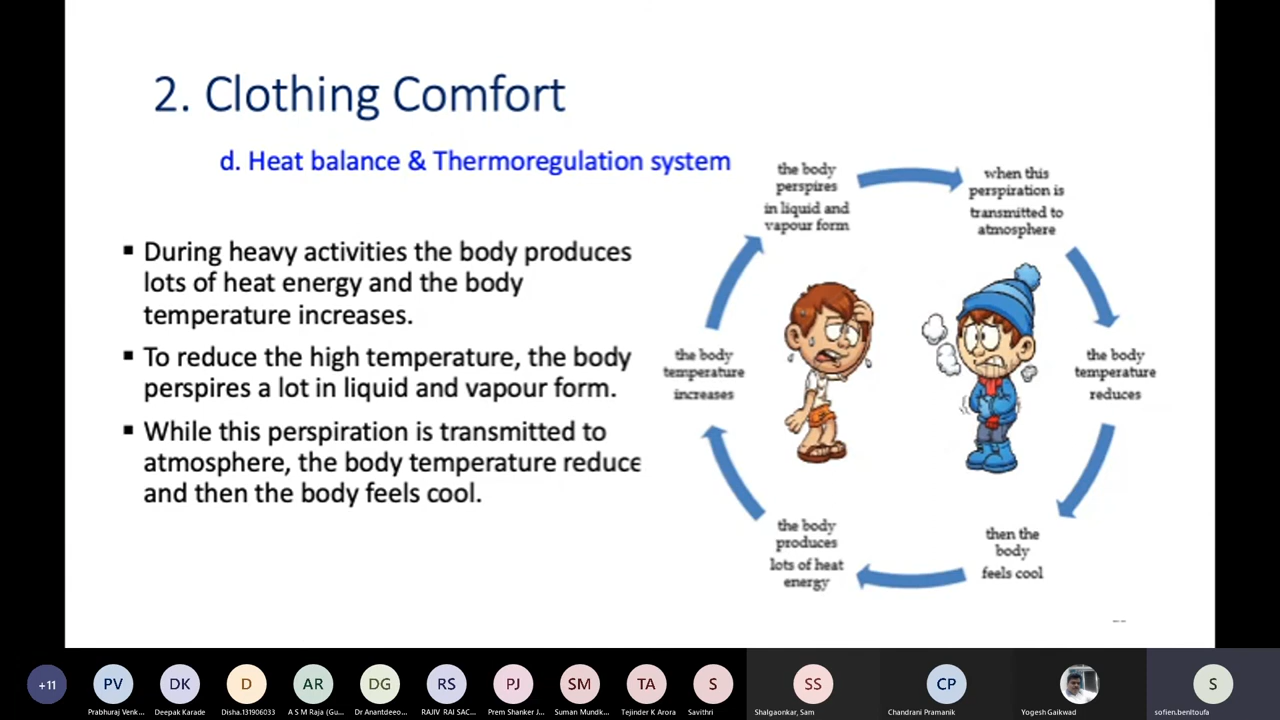 2. Clothing Comfort
d. Heat balance & Thermoregulation system
▪ During heavy activities the body produces
lots of heat energy and the body
temperature increases.
▪ To reduce the high temperature, the body
perspires a lot in liquid and vapour form.
▪ While this perspiration is transmitted to
atmosphere, the body temperature reduce
and then the body feels cool.
the body
perspires
in liquid and
vapour form
when this
perspiration is
transmitted to
atmosphere
the body
temperature
reduces
then the
body
feels cool
the body
produces
lots of heat
energy
the body
temperature
increases
+11
PV
DK
D
AR
DG
RS
PJ
SM
TA
S
SS
CP
S
Prabhuraj Venk...
Deepak Karade
Disha.131906033
A S M Raja (Gu...
Dr Anantdeeo...
RAJIV RAI SAC...
Prem Shanker J...
Suman Mundk...
Tejinder K Arora
Savithri
Shalgaonkar, Sam
Chandrani Pramanik
Yogesh Gaikwad
sofien.benltoufa